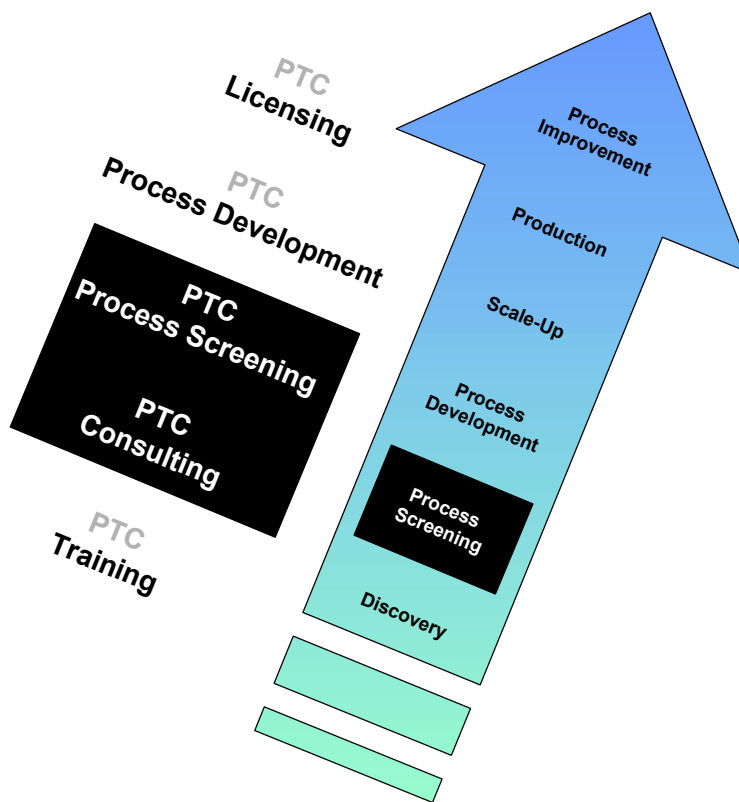 PTC
Licensing
PTC
Process Development
PTC
Process Screening
PTC
Consulting
PTC
Training
Process
Improvement
Production
Scale-Up
Process
Development
Process
Screening
Discovery